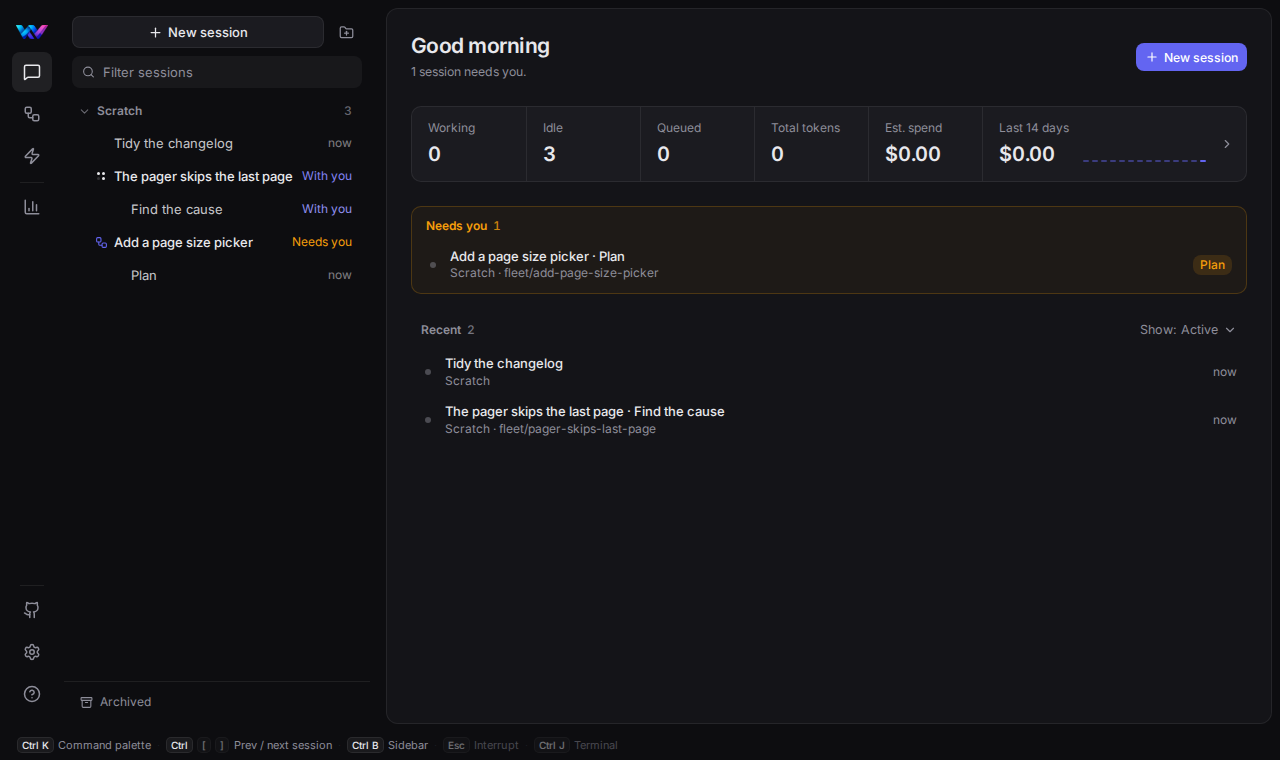 New session
Filter sessions
Scratch 3
Tidy the changelog now
The pager skips the last page With you
Find the cause With you
Add a page size picker Needs you
Plan now
Archived
Good morning
1 session needs you.
New session
Working Idle Queued Total tokens Est. spend Last 14 days
0 3 0 0 $0.00 $0.00
Needs you 1
Add a page size picker · Plan
Scratch · fleet/add-page-size-picker
Plan
Recent 2 Show: Active
Tidy the changelog
Scratch
now
The pager skips the last page · Find the cause
Scratch · fleet/pager-skips-last-page
now
Ctrl K Command palette Ctrl [ ] Prev / next session Ctrl B Sidebar Esc Interrupt Ctrl J Terminal